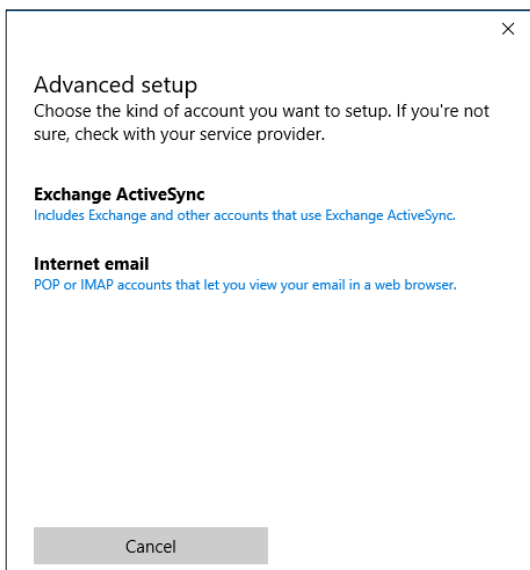 Advanced setup
Choose the kind of account you want to setup. If you're not
sure, check with your service provider.
Exchange ActiveSync
Includes Exchange and other accounts that use Exchange ActiveSync.
Internet email
POP or IMAP accounts that let you view your email in a web browser.
Cancel